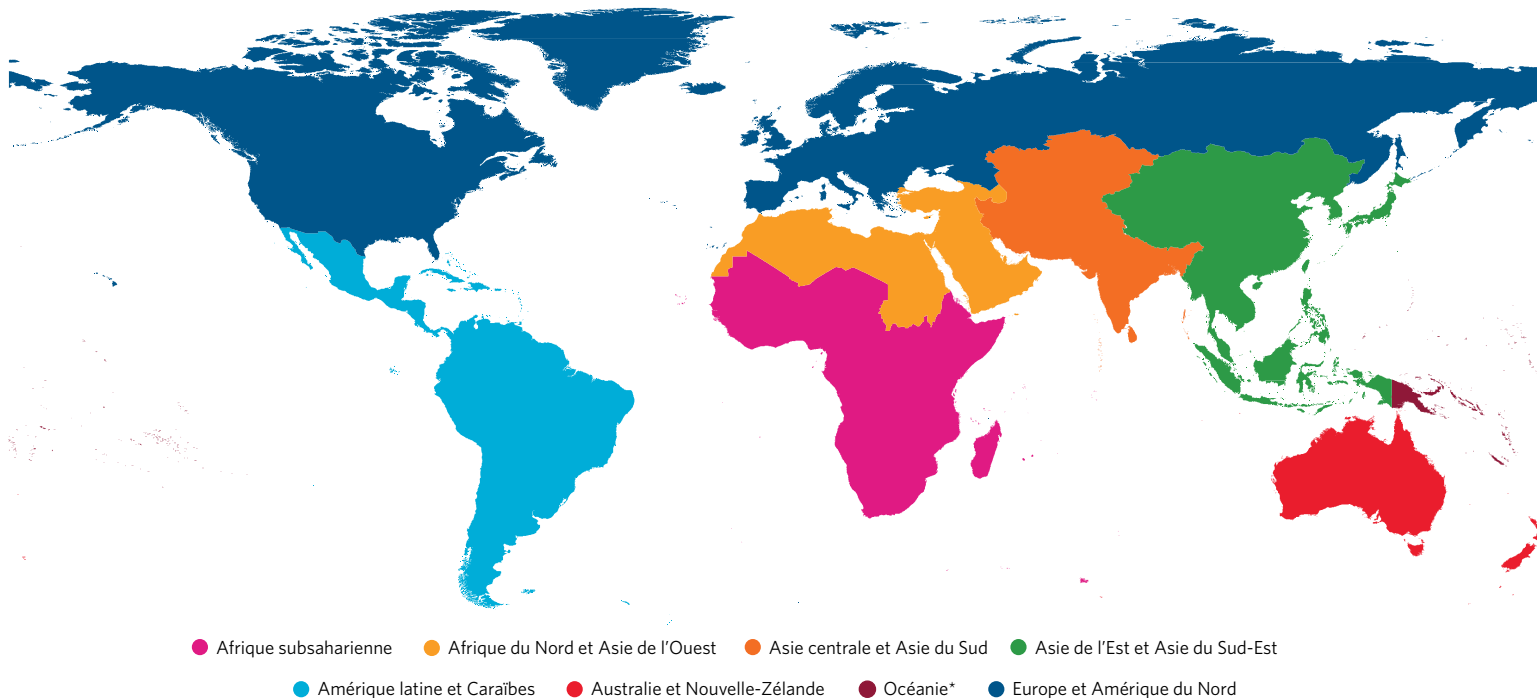 Afrique subsaharienne Afrique du Nord et Asie de l'Ouest Asie centrale et Asie du Sud Asie de l'Est et Asie du Sud-Est
Amérique latine et Caraïbes Australie et Nouvelle-Zélande Océanie* Europe et Amérique du Nord